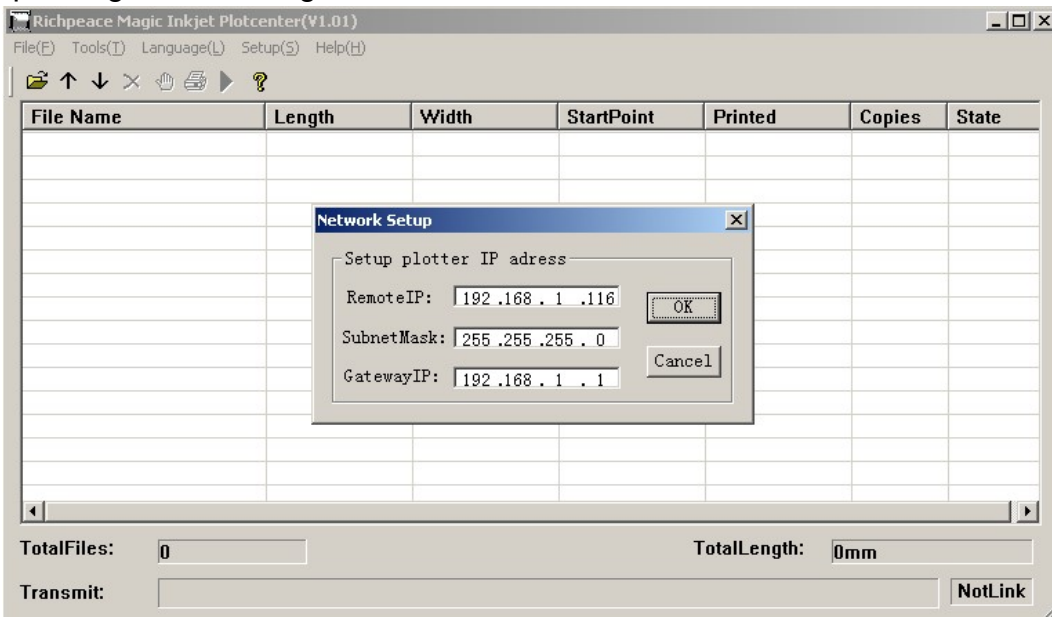 Richpeace Magic Inkjet Plotcenter(V1.01)
File(F) Tools(T) Language(L) Setup(S) Help(H)
File Name Length Width StartPoint Printed Copies State
Network Setup
Setup plotter IP adress
RemoteIP: 192 .168 . 1 .116
OK
SubnetMask: 255 .255 .255 . 0
Cancel
GatewayIP: 192 .168 . 1 . 1
TotalFiles: 0 TotalLength: 0mm
Transmit: NotLink